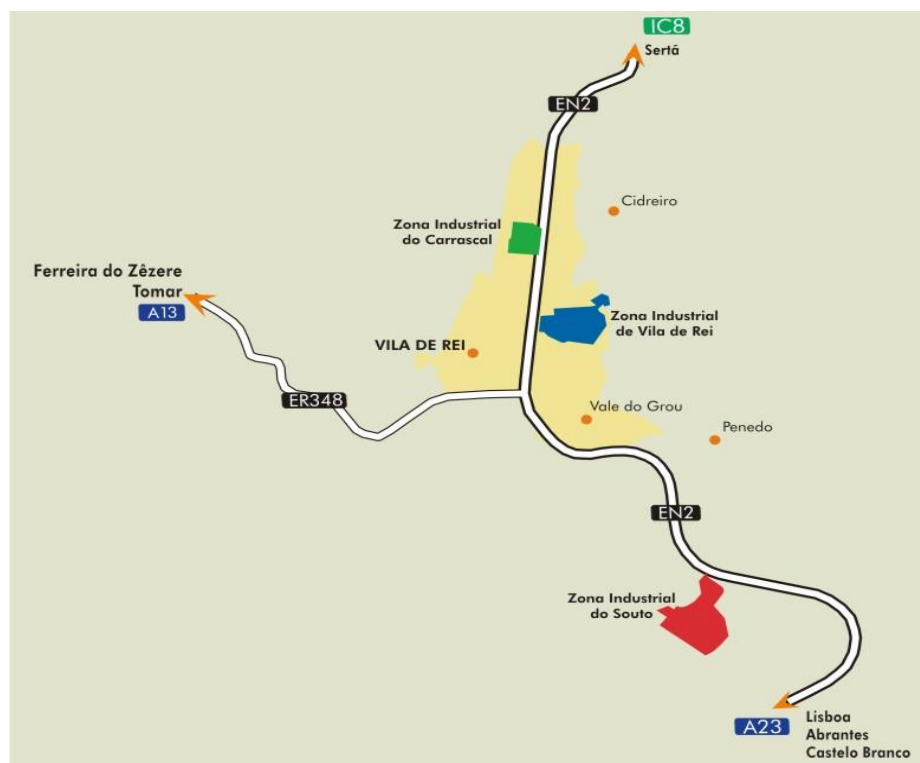 IC8
Sertá
EN2
Cidreiro
Zona Industrial
do Carrascal
Ferreira do Zêzere
Tomar
A13
Zona Industrial
de Vila de Rei
VILA DE REI
ER348
Vale do Grou
Penedo
EN2
Zona Industrial
do Souto
A23
Lisboa
Abrantes
Castelo Branco